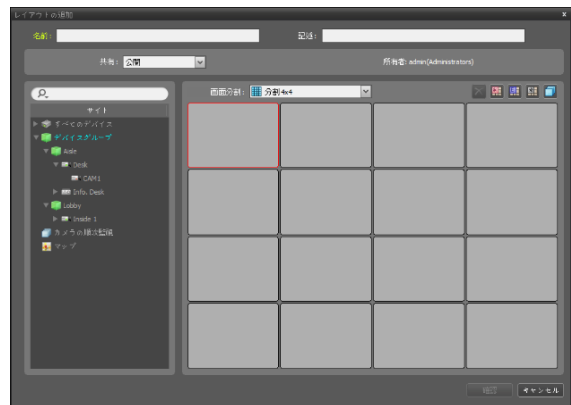 レイアウトの追加
x
名前: 記述:
共有: 公開 所有者: admin(Administrators)
画面分割: 分割4x4
サイト
すべてのデバイス
デバイスグループ
Aisle
Desk
CAM1
Info. Desk
Lobby
Inside 1
カメラの順次監視
マップ
確認 キャンセル